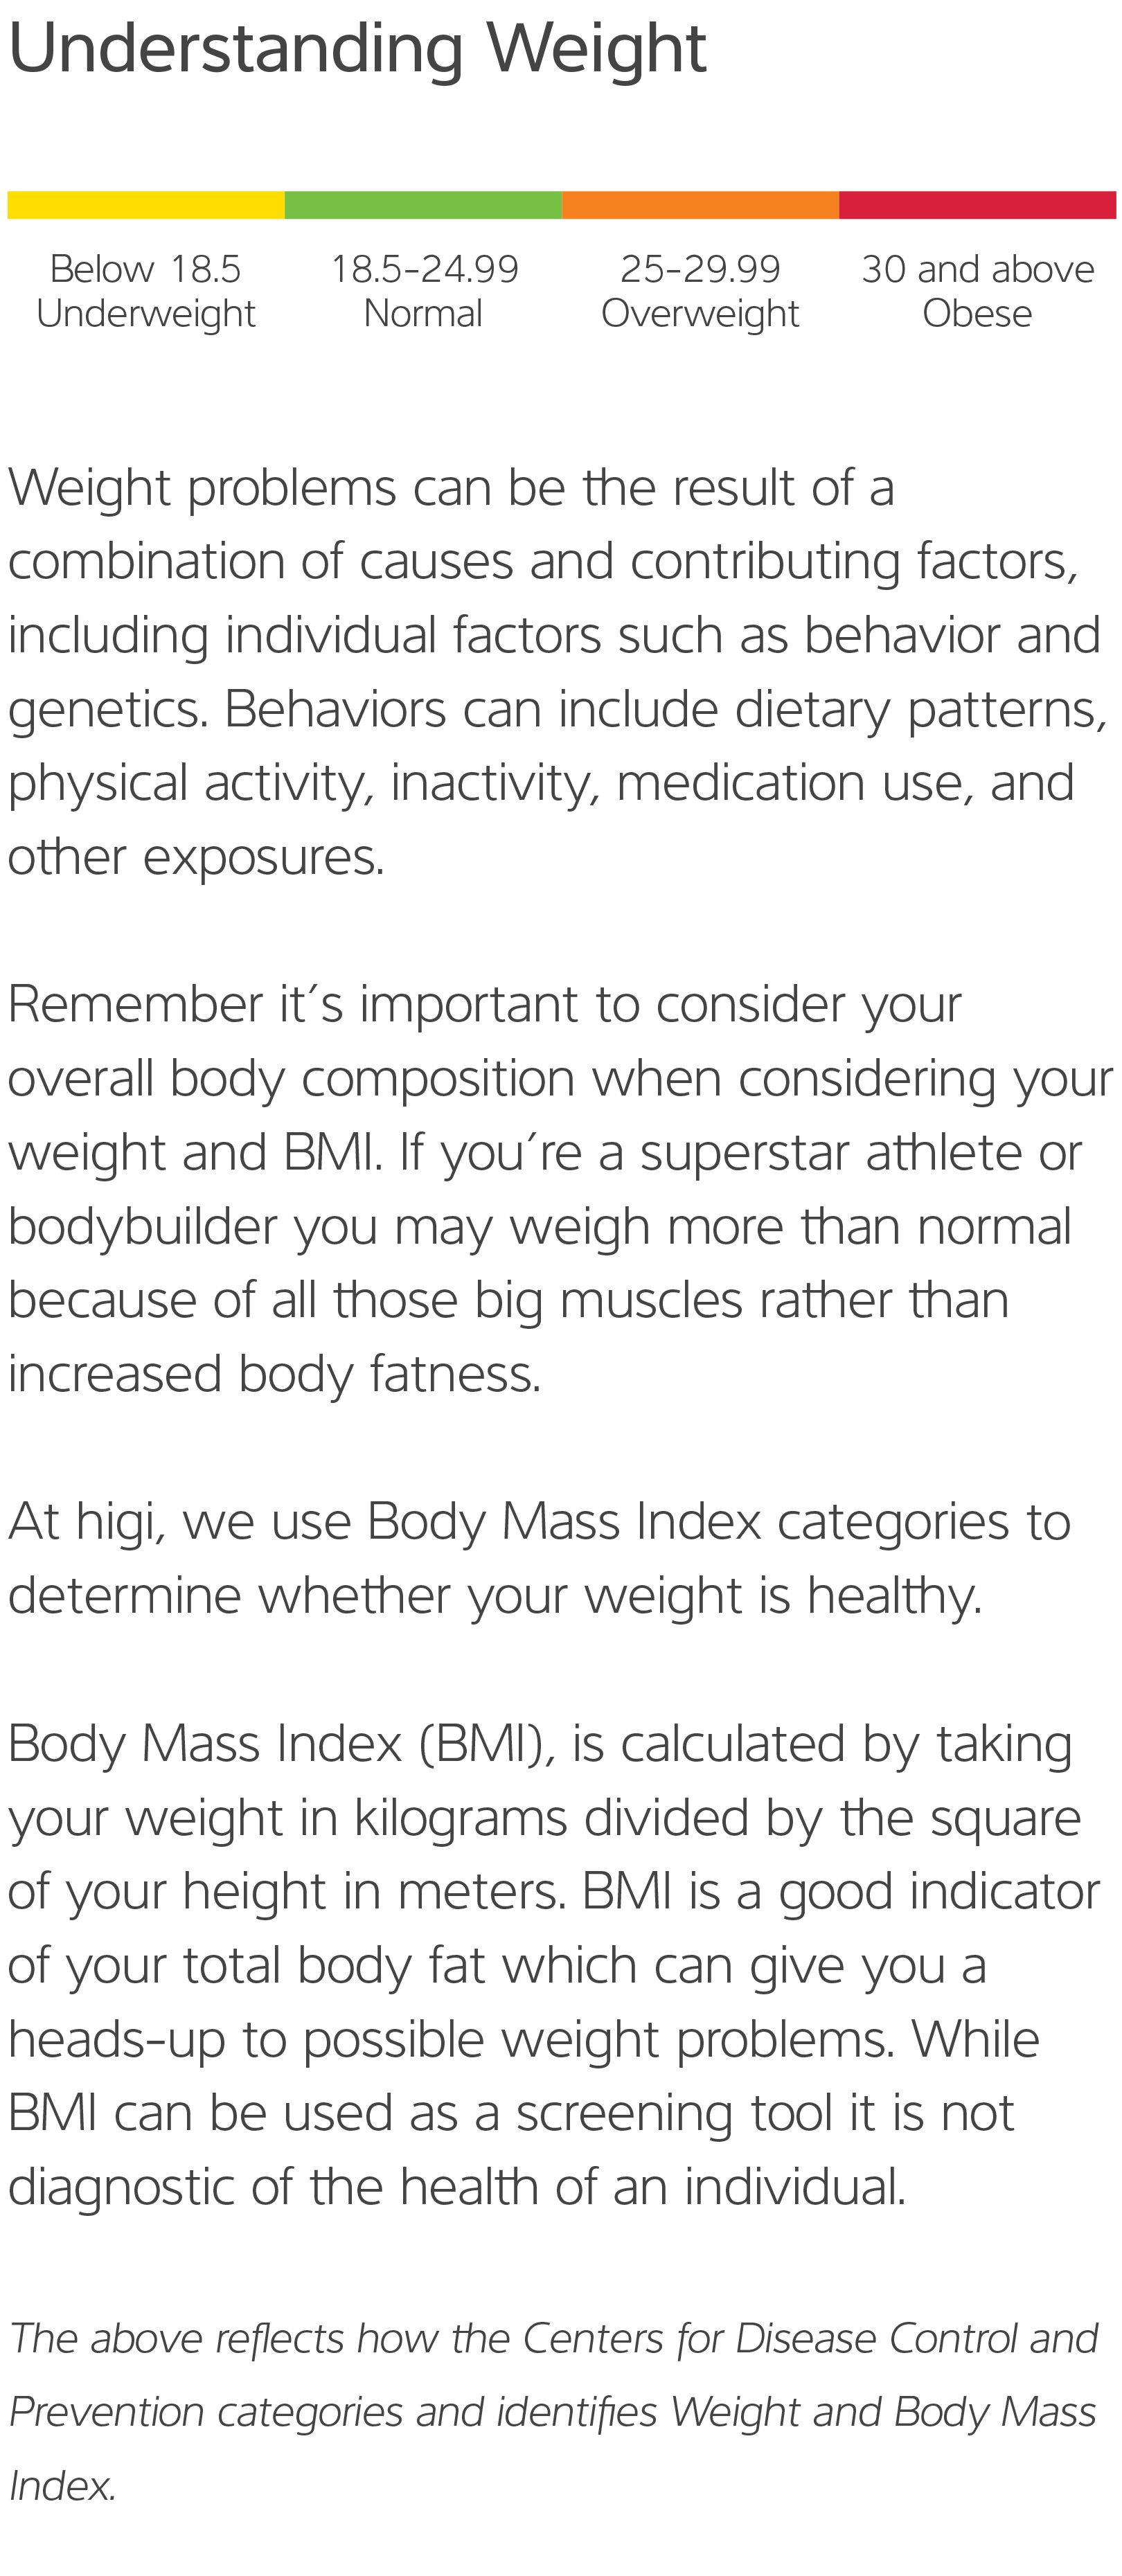 Understanding Weight
Below 18.5
Underweight
18.5-24.99
Normal
25-29.99
Overweight
30 and above
Obese
Weight problems can be the result of a
combination of causes and contributing factors,
including individual factors such as behavior and
genetics. Behaviors can include dietary patterns,
physical activity, inactivity, medication use, and
other exposures.
Remember it´s important to consider your
overall body composition when considering your
weight and BMI. If you´re a superstar athlete or
bodybuilder you may weigh more than normal
because of all those big muscles rather than
increased body fatness.
At higi, we use Body Mass Index categories to
determine whether your weight is healthy.
Body Mass Index (BMI), is calculated by taking
your weight in kilograms divided by the square
of your height in meters. BMI is a good indicator
of your total body fat which can give you a
heads-up to possible weight problems. While
BMI can be used as a screening tool it is not
diagnostic of the health of an individual.
The above reflects how the Centers for Disease Control and
Prevention categories and identifies Weight and Body Mass
Index.